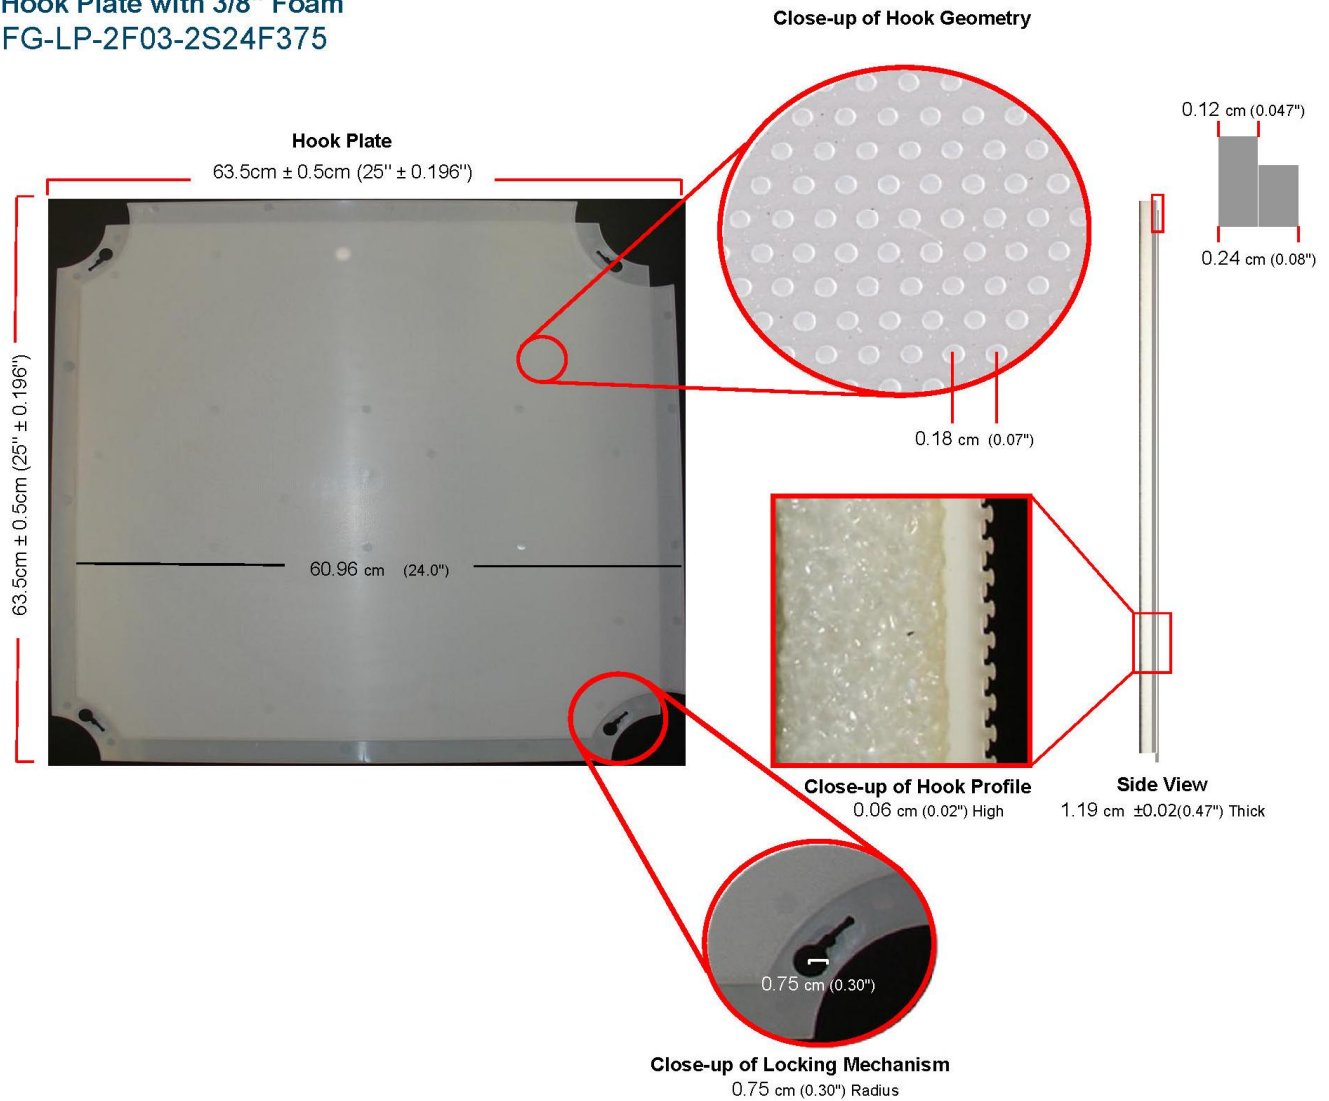 Hook Plate with 3/8" Foam
FG-LP-2F03-2S24F375
Close-up of Hook Geometry
0.12 cm (0.047")
Hook Plate
63.5cm ± 0.5cm (25" ± 0.196")
0.24 cm (0.08")
63.5cm ± 0.5cm (25" ± 0.196")
0.18 cm (0.07")
60.96 cm (24.0")
Close-up of Hook Profile
0.06 cm (0.02") High
Side View
1.19 cm ±0.02(0.47") Thick
0.75 cm (0.30")
Close-up of Locking Mechanism
0.75 cm (0.30") Radius